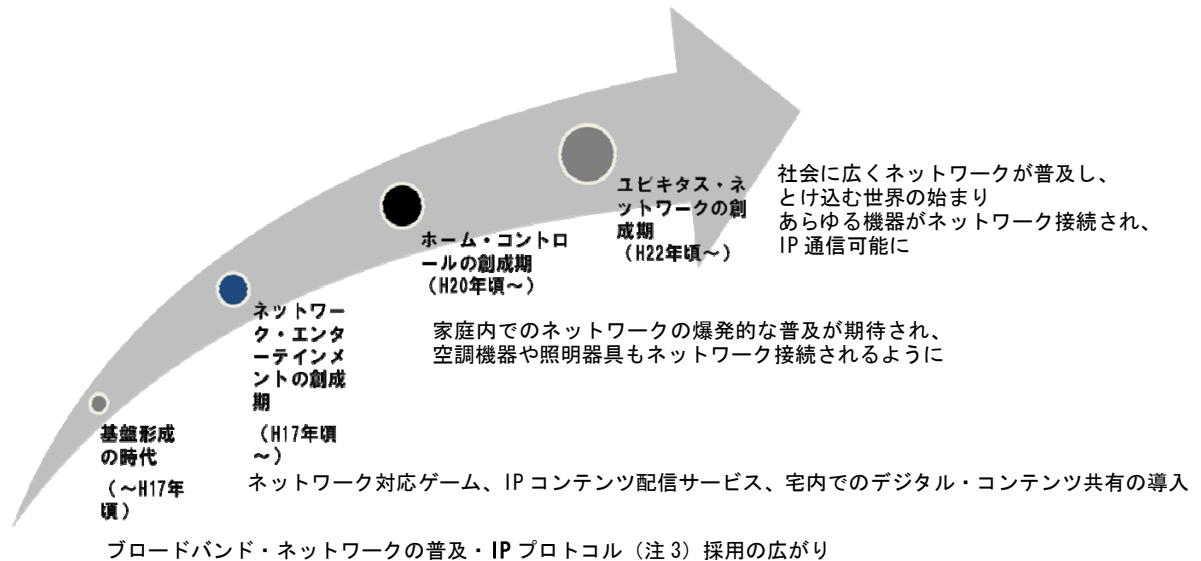 社会に広くネットワークが普及し、
とけ込む世界の始まり
あらゆる機器がネットワーク接続され、
IP 通信可能に
ユビキタス・ネ
ットワークの創
成期
(H22年頃~)
ホーム・コントロ
ールの創成期
(H20年頃~)
家庭内でのネットワークの爆発的な普及が期待され、
空調機器や照明器具もネットワーク接続されるように
ネットワー
ク・エンタ
ーテインメ
ントの創成
期
(H17年頃
~)
ネットワーク対応ゲーム、IP コンテンツ配信サービス、宅内でのデジタル・コンテンツ共有の導入
基盤形成
の時代
(~H17年
頃)
ブロードバンド・ネットワークの普及・IP プロトコル(注 3)採用の広がり